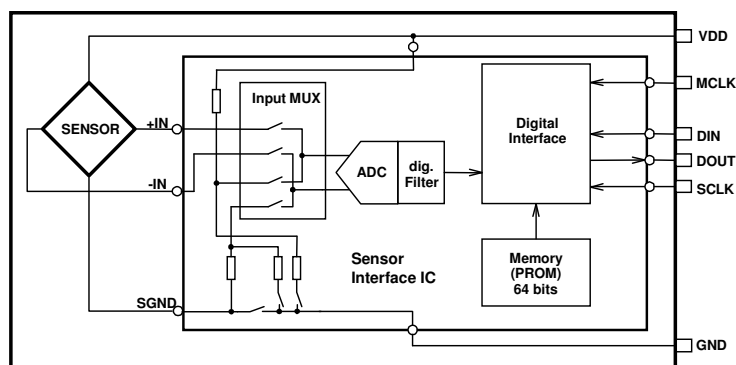 VDD
MCLK
Input MUX
SENSOR
+IN
Digital
Interface
DIN
DOUT
ADC
dig.
Filter
-IN
SCLK
Sensor
Interface IC
Memory
(PROM)
64 bits
SGND
GND